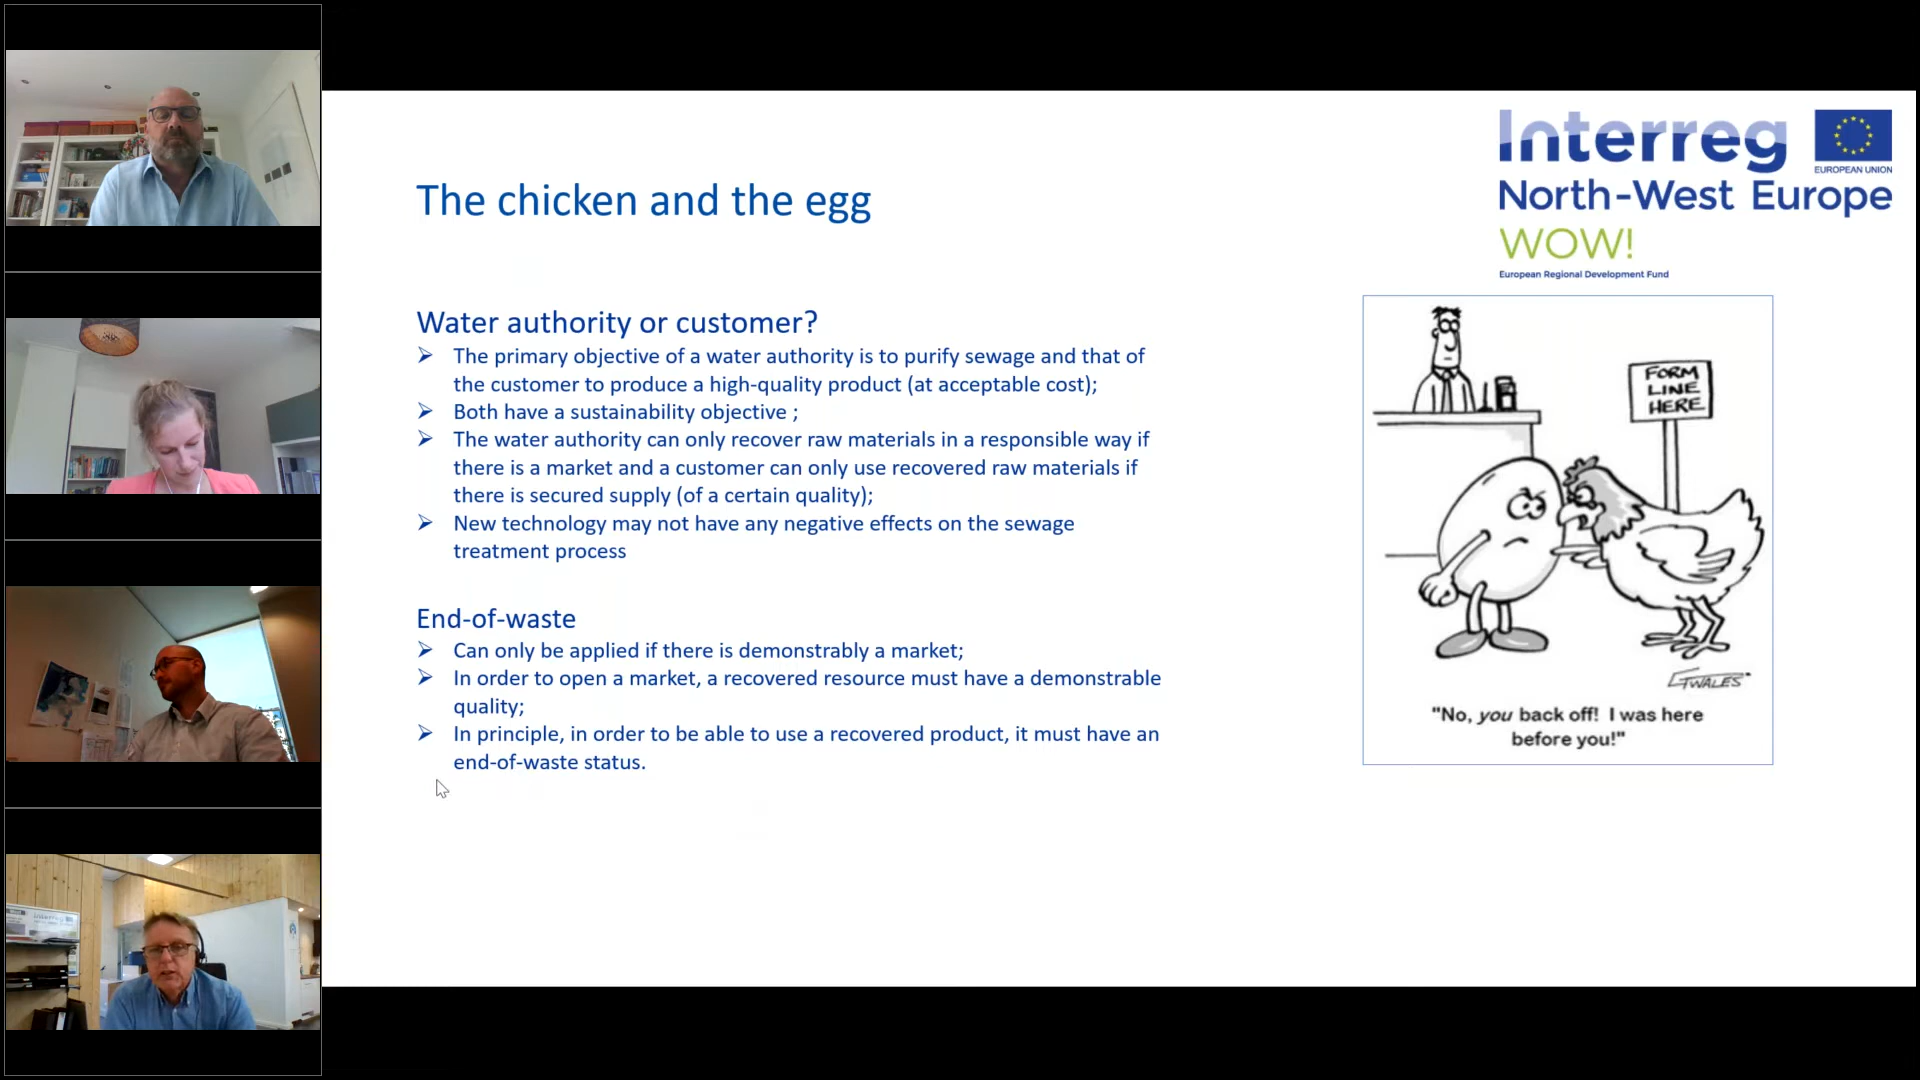 The chicken and the egg
Interreg
EUROPEAN UNION
North-West Europe
WOW!
European Regional Development Fund
Water authority or customer?
The primary objective of a water authority is to purify sewage and that of
the customer to produce a high-quality product (at acceptable cost);
Both have a sustainability objective ;
The water authority can only recover raw materials in a responsible way if
there is a market and a customer can only use recovered raw materials if
there is secured supply (of a certain quality);
New technology may not have any negative effects on the sewage
treatment process
End-of-waste
Can only be applied if there is demonstrably a market;
In order to open a market, a recovered resource must have a demonstrable
quality;
In principle, in order to be able to use a recovered product, it must have an
end-of-waste status.
FORM
LINE
HERE
GWALES
"No, you back off! I was here
before you!"